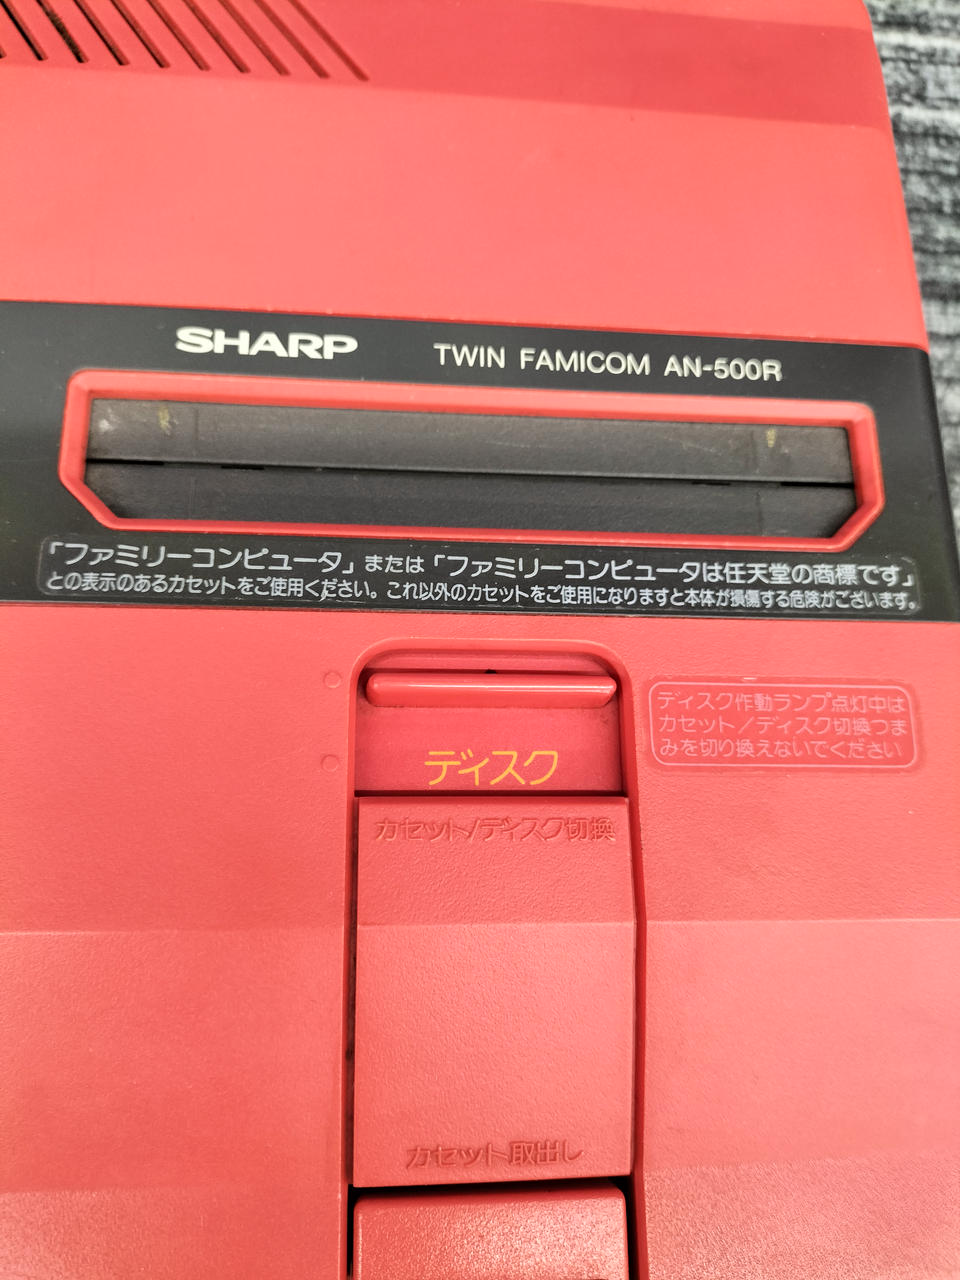 SHARP TWIN FAMICOM AN-500R
「ファミリーコンピュータ」または「ファミリーコンピュータは任天堂の商標です」
との表示のあるカセットをご使用ください。これ以外のカセットをご使用になりますと本体が損傷する危険がございます。
ディスク作動ランプ点灯中は
カセット/ディスク切換つま
みを切り換えないでください
ディスク
カセット/ディスク切換
カセット取出し